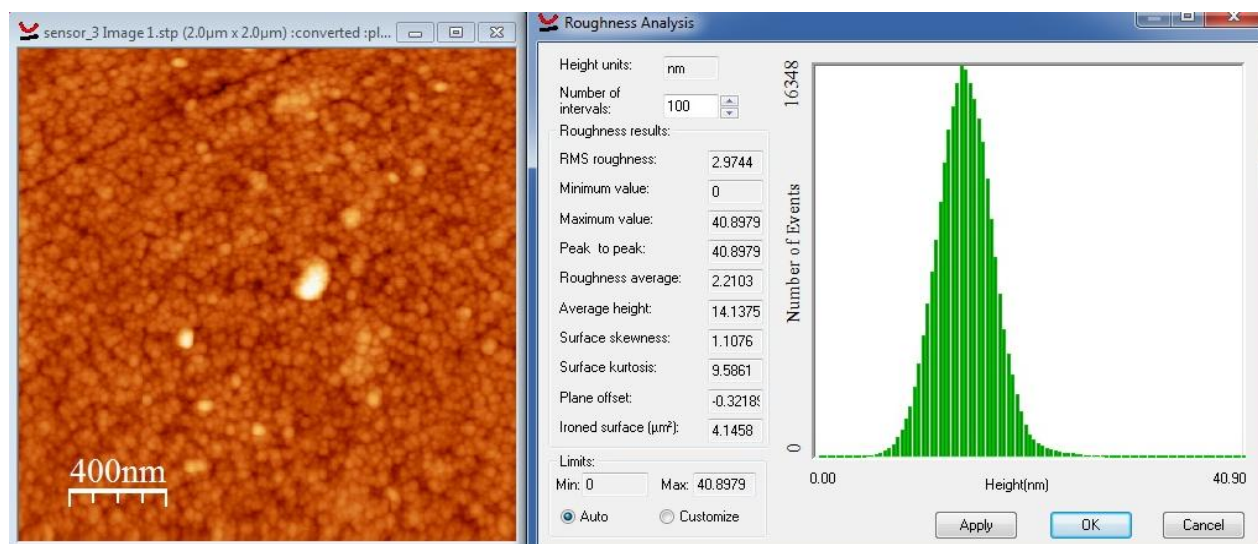 sensor_3 Image 1.stp (2.0µm x 2.0µm) :converted :pl...
400nm
Roughness Analysis
Height units: nm
Number of
intervals: 100
Roughness results:
RMS roughness: 2.9744
Minimum value: 0
Maximum value: 40.8979
Peak to peak: 40.8979
Roughness average: 2.2103
Average height: 14.1375
Surface skewness: 1.1076
Surface kurtosis: 9.5861
Plane offset: -0.3218
Ironed surface (µm²): 4.1458
Limits:
Min: 0 Max: 40.8979
Auto Customize
16348
Number of Events
0
0.00 Height(nm) 40.90
Apply OK Cancel